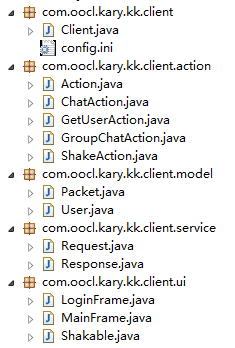 com.oocl.kary.kk.client
Client.java
config.ini
com.oocl.kary.kk.client.action
Action.java
ChatAction.java
GetUserAction.java
GroupChatAction.java
ShakeAction.java
com.oocl.kary.kk.client.model
Packet.java
User.java
com.oocl.kary.kk.client.service
Request.java
Response.java
com.oocl.kary.kk.client.ui
LoginFrame.java
MainFrame.java
Shakable.java